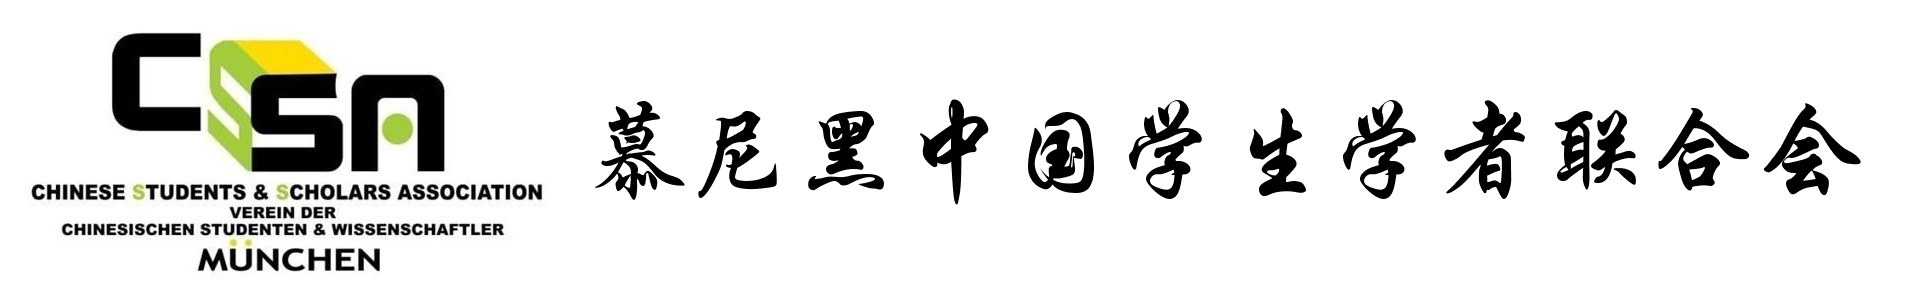 CSSA
CHINESE STUDENTS & SCHOLARS ASSOCIATION
VEREIN DER
CHINESISCHEN STUDENTEN & WISSENSCHAFTLER
MÜNCHEN
慕尼黑中国学生学者联合会